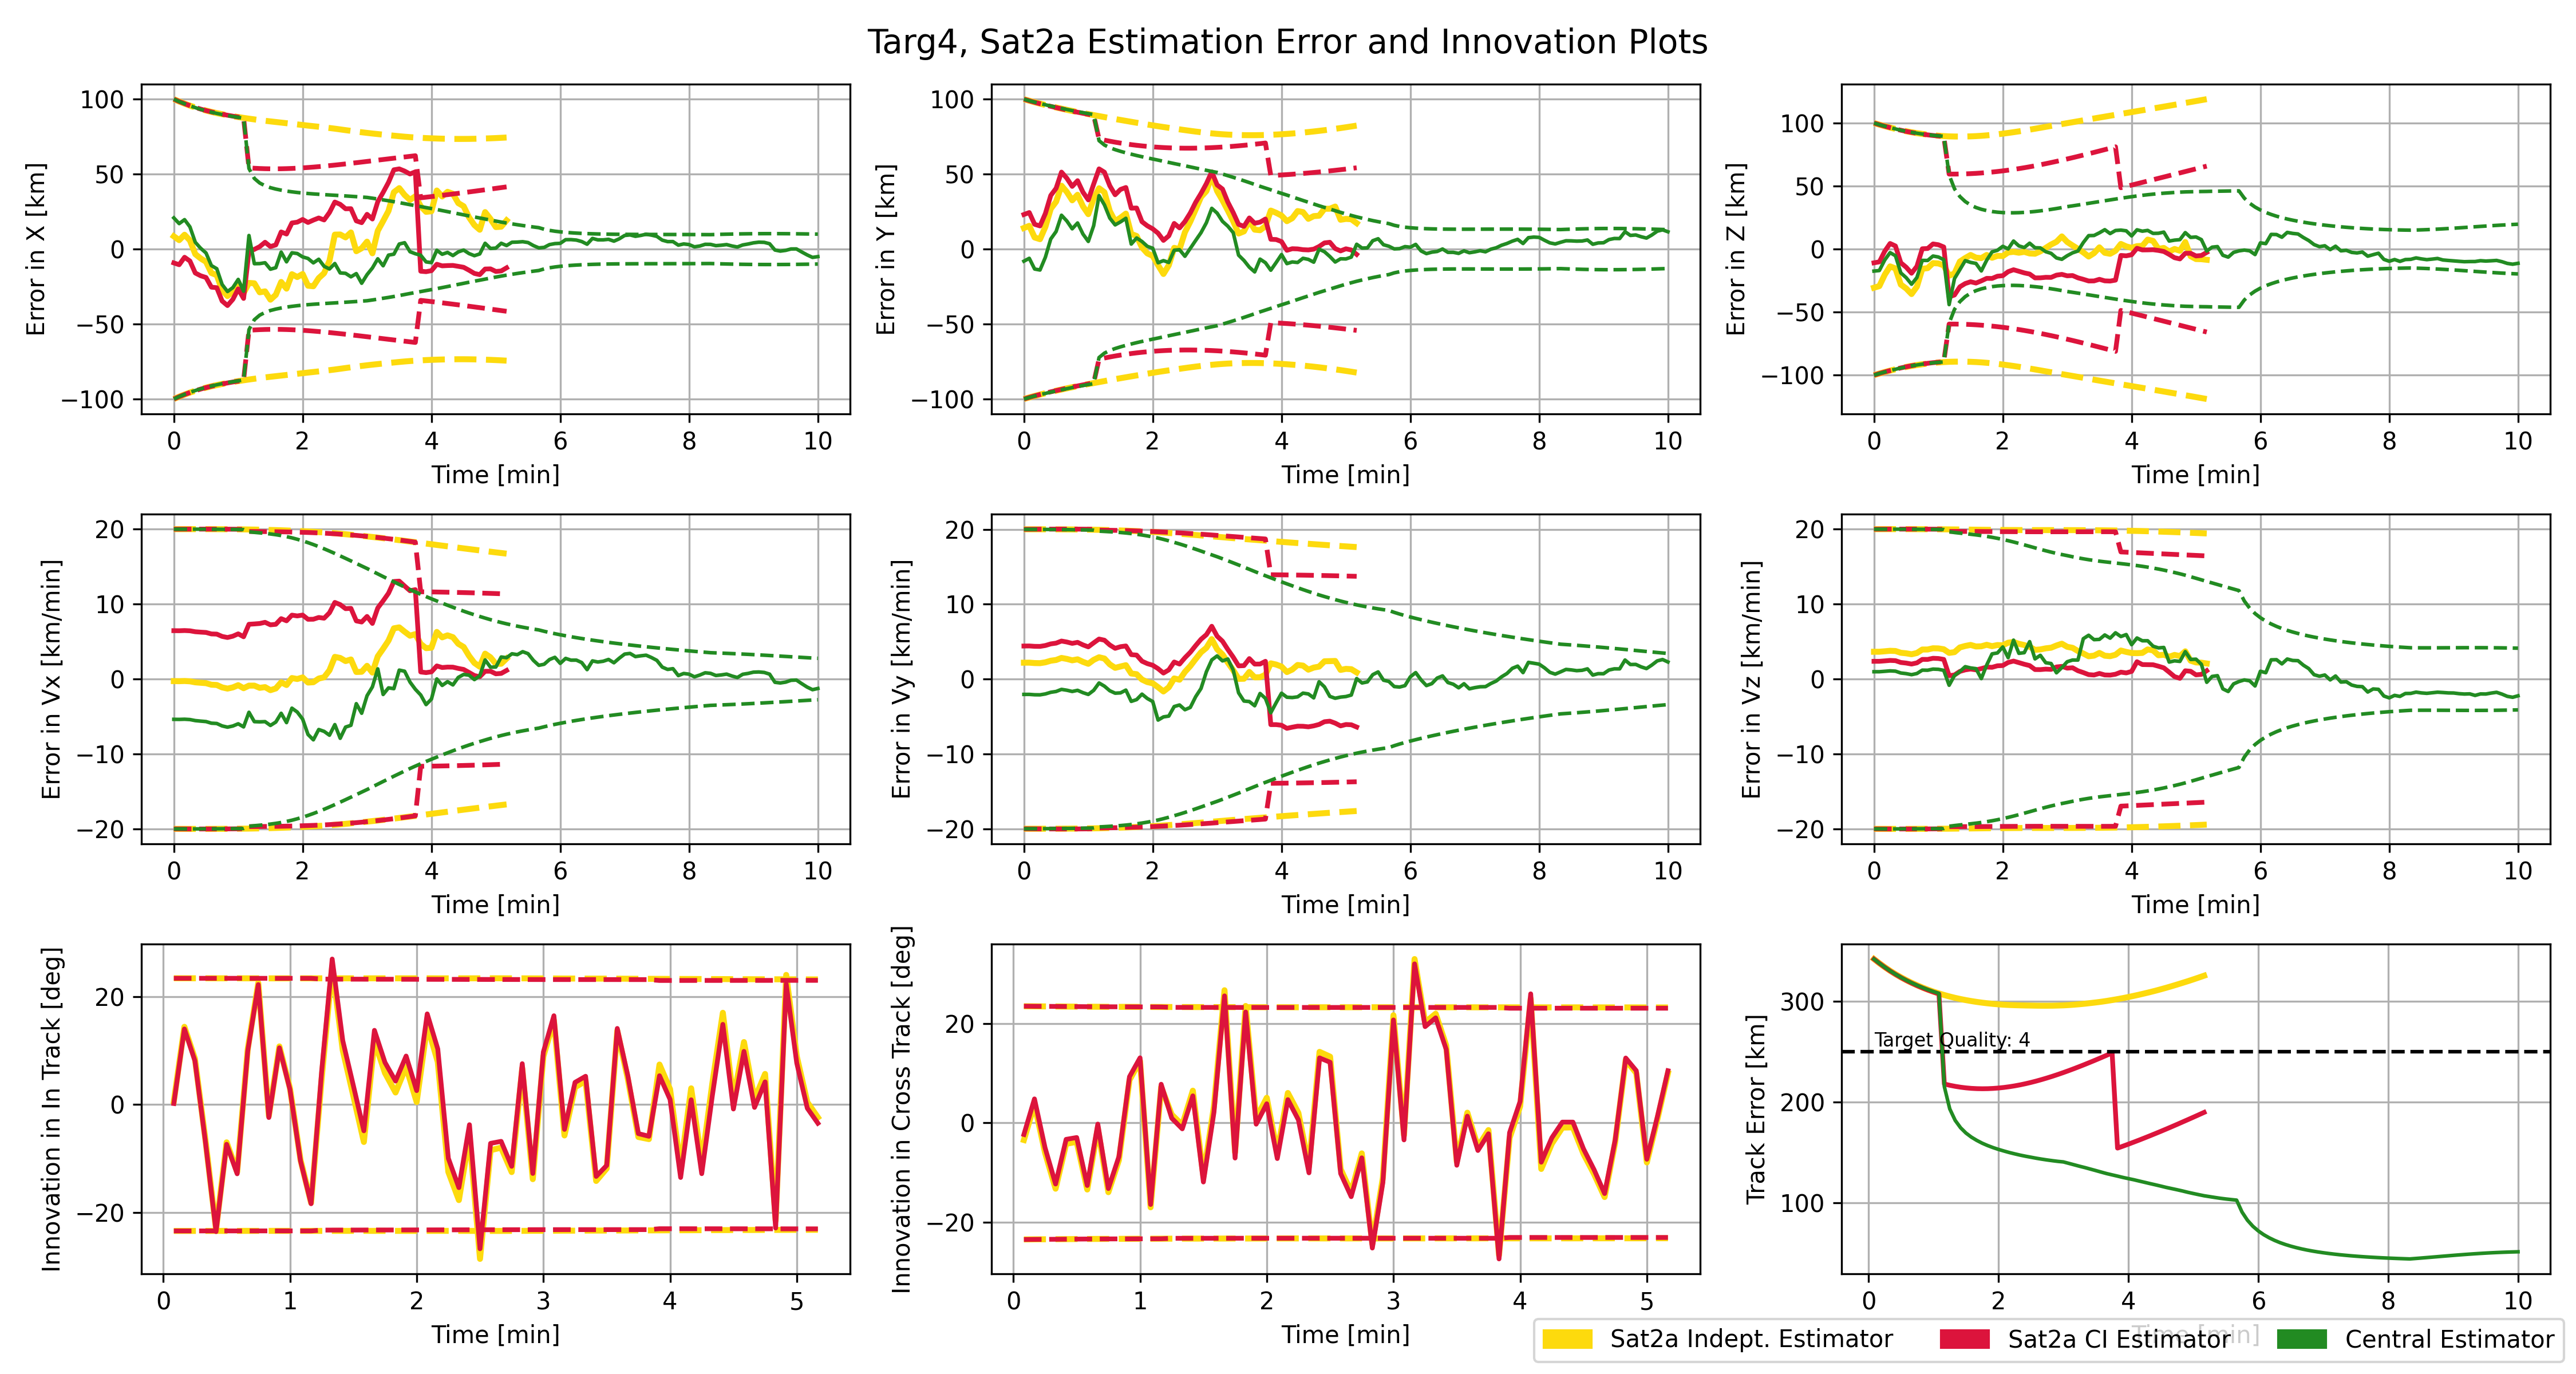 Targ4, Sat2a Estimation Error and Innovation Plots
Error in X [km]
100
50
0
−50
−100
0 2 4 6 8 10
Time [min]
Error in Y [km]
100
50
0
−50
−100
0 2 4 6 8 10
Time [min]
Error in Z [km]
100
50
0
−50
−100
0 2 4 6 8 10
Time [min]
Error in Vx [km/min]
20
10
0
−10
−20
0 2 4 6 8 10
Time [min]
Error in Vy [km/min]
20
10
0
−10
−20
0 2 4 6 8 10
Time [min]
Error in Vz [km/min]
20
10
0
−10
−20
0 2 4 6 8 10
Time [min]
Innovation in In Track [deg]
20
0
−20
0 1 2 3 4 5
Time [min]
Innovation in Cross Track [deg]
20
0
−20
0 1 2 3 4 5
Time [min]
Track Error [km]
300
200
100
Target Quality: 4
0 2 4 6 8 10
Time [min]
Sat2a Indept. Estimator Sat2a CI Estimator Central Estimator